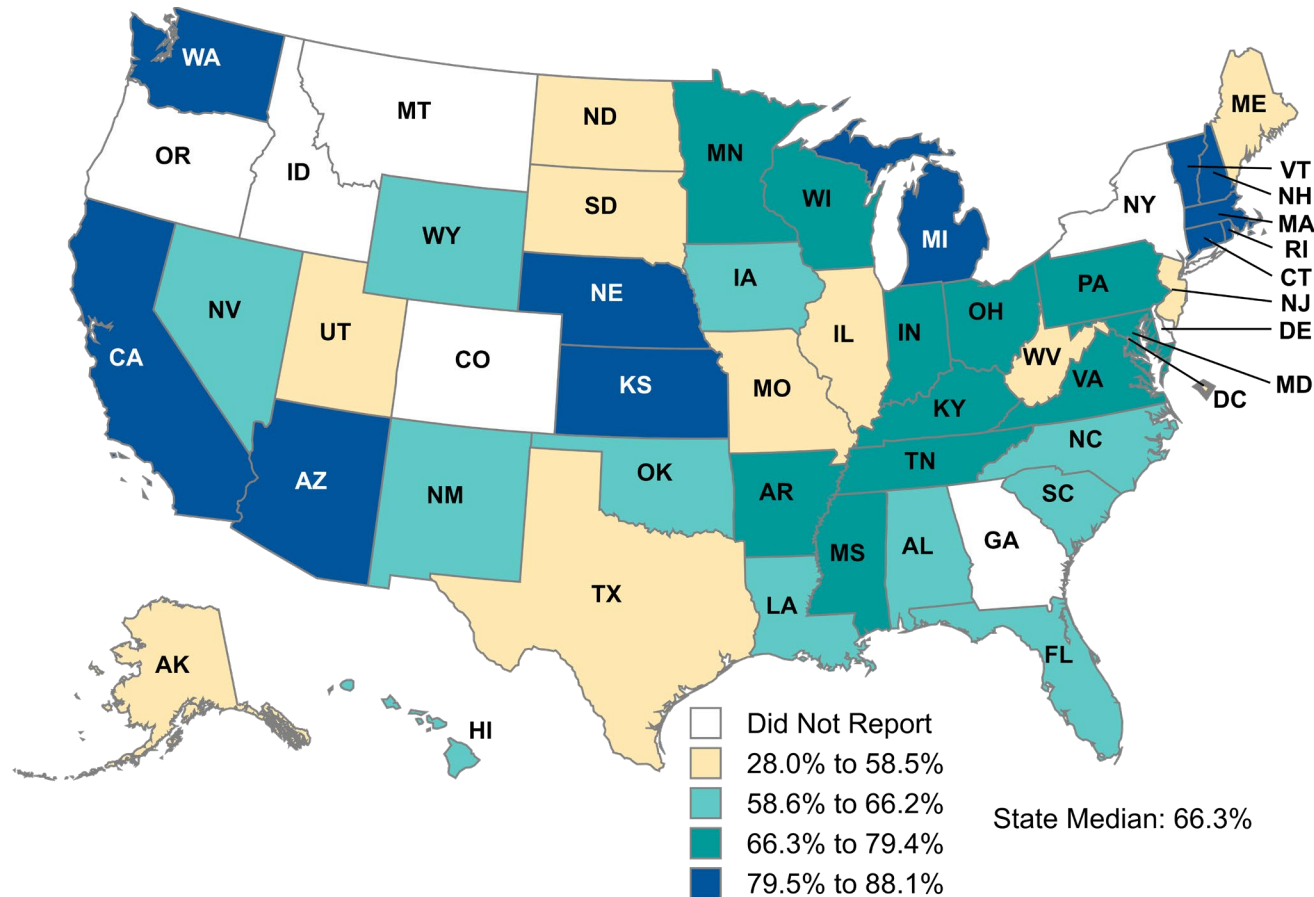 WA
MT
ND
MN
ME
OR
ID
SD
WI
VT
NH
NY
MA
WY
MI
RI
CT
IA
NE
PA
NJ
NV
UT
IL
IN
OH
DE
CA
CO
WV
KS
MO
VA
MD
KY
DC
NC
TN
AZ
NM
OK
AR
SC
MS
AL
GA
TX
LA
AK
FL
HI
Did Not Report
28.0% to 58.5%
58.6% to 66.2%
State Median: 66.3%
66.3% to 79.4%
79.5% to 88.1%